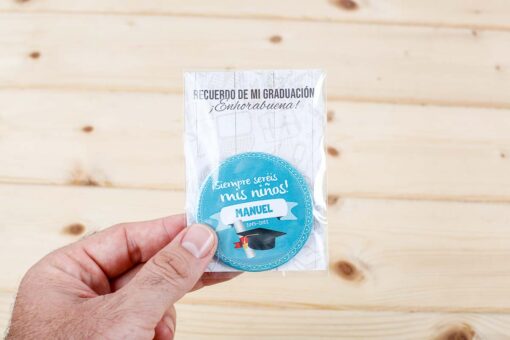 RECUERDO DE MI GRADUACIÓN
¡Enhorabuena!
¡Siempre seréis
mis niños!
MANUEL